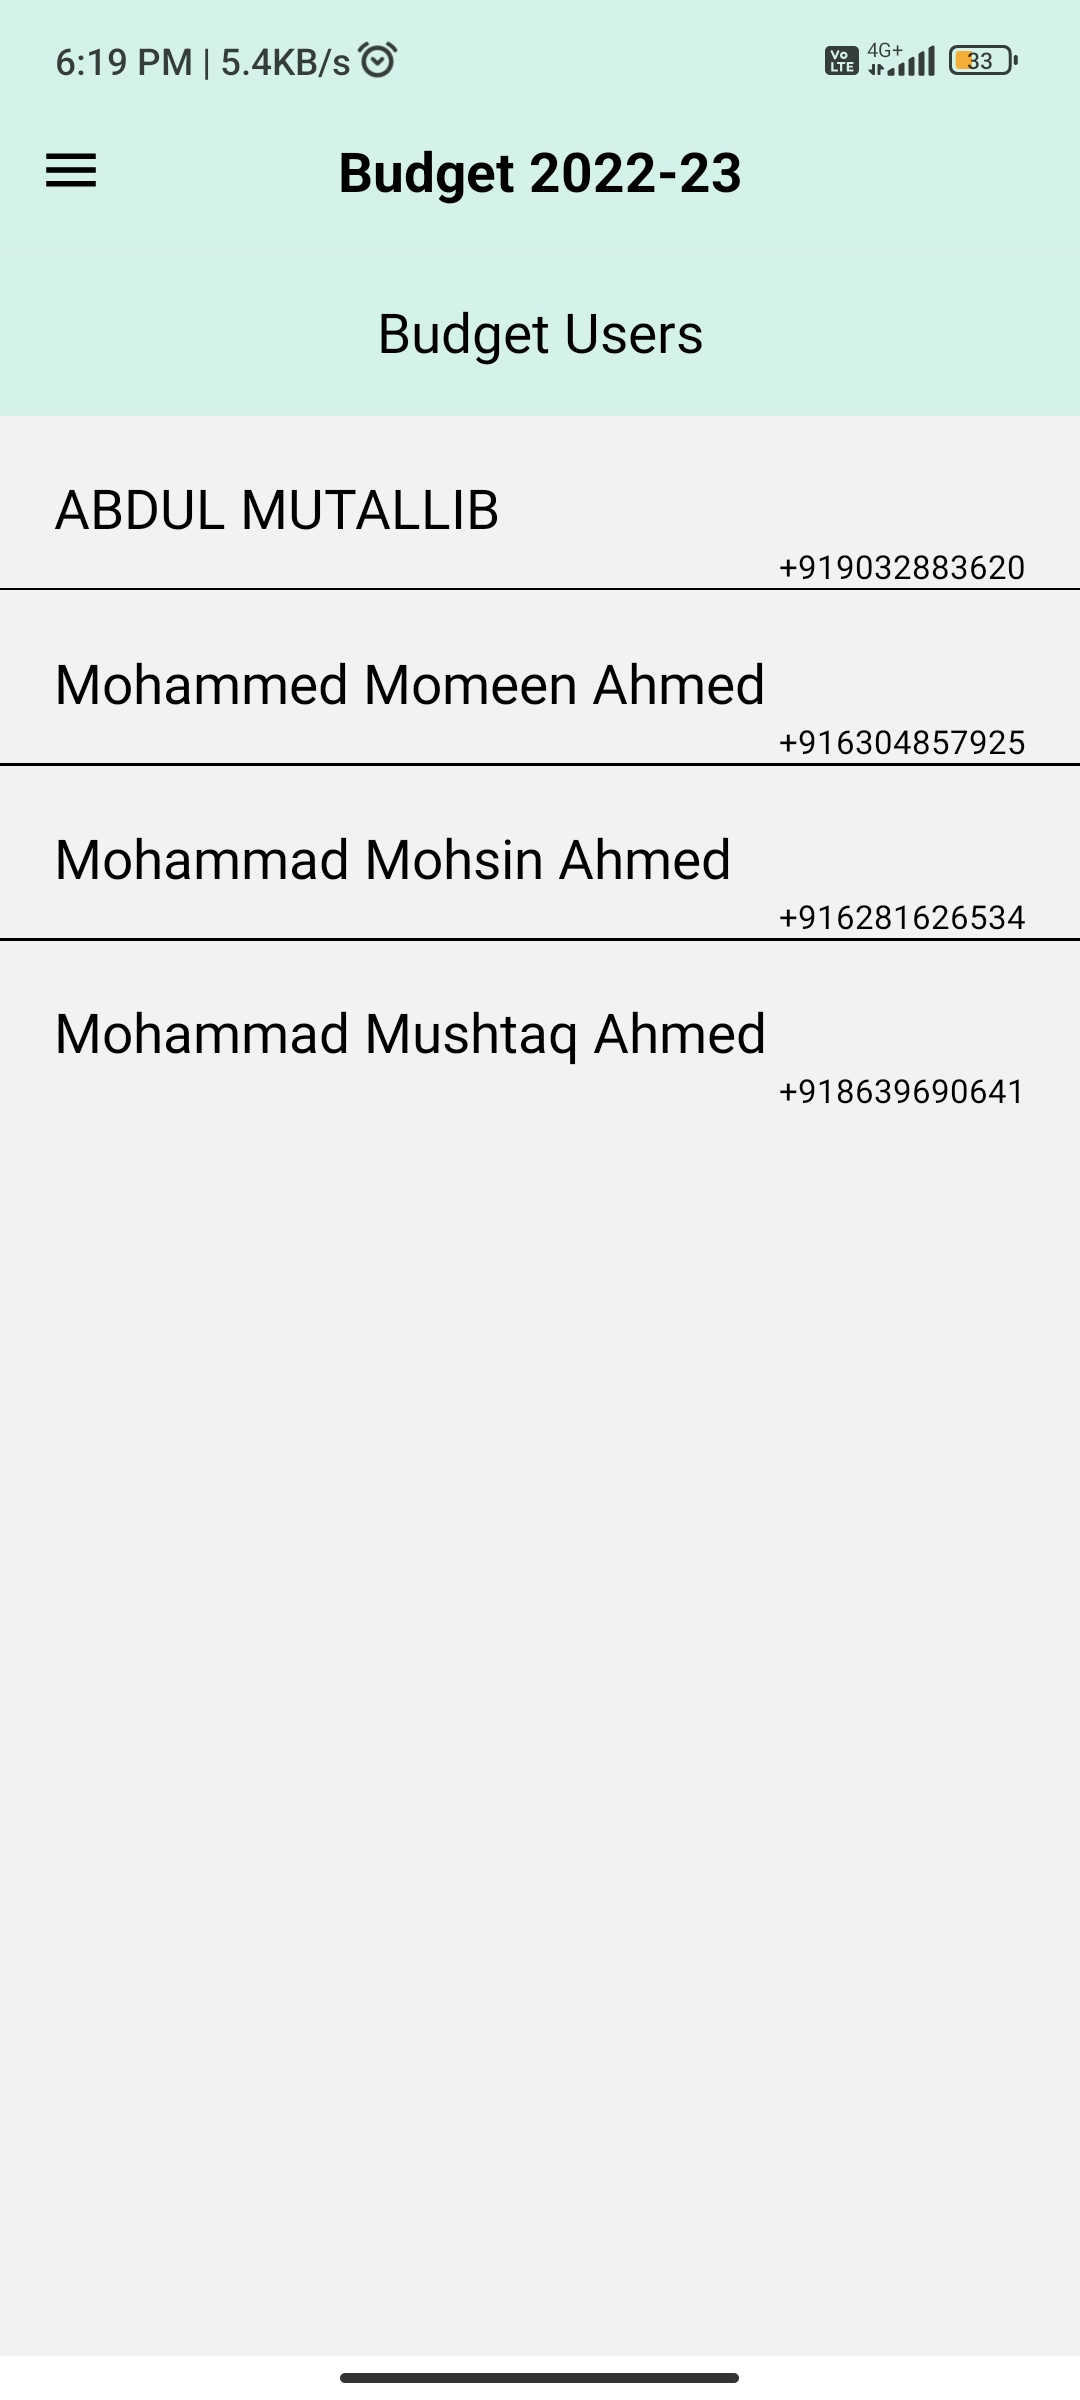 6:19 PM | 5.4KB/s
Vo LTE 4G+ 33
Budget 2022-23
Budget Users
ABDUL MUTALLIB
+919032883620
Mohammed Momeen Ahmed
+916304857925
Mohammad Mohsin Ahmed
+916281626534
Mohammad Mushtaq Ahmed
+918639690641